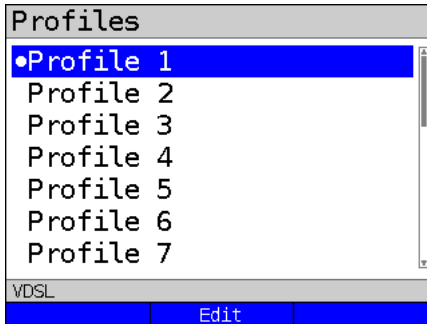 Profiles
•Profile 1
Profile 2
Profile 3
Profile 4
Profile 5
Profile 6
Profile 7
VDSL
Edit